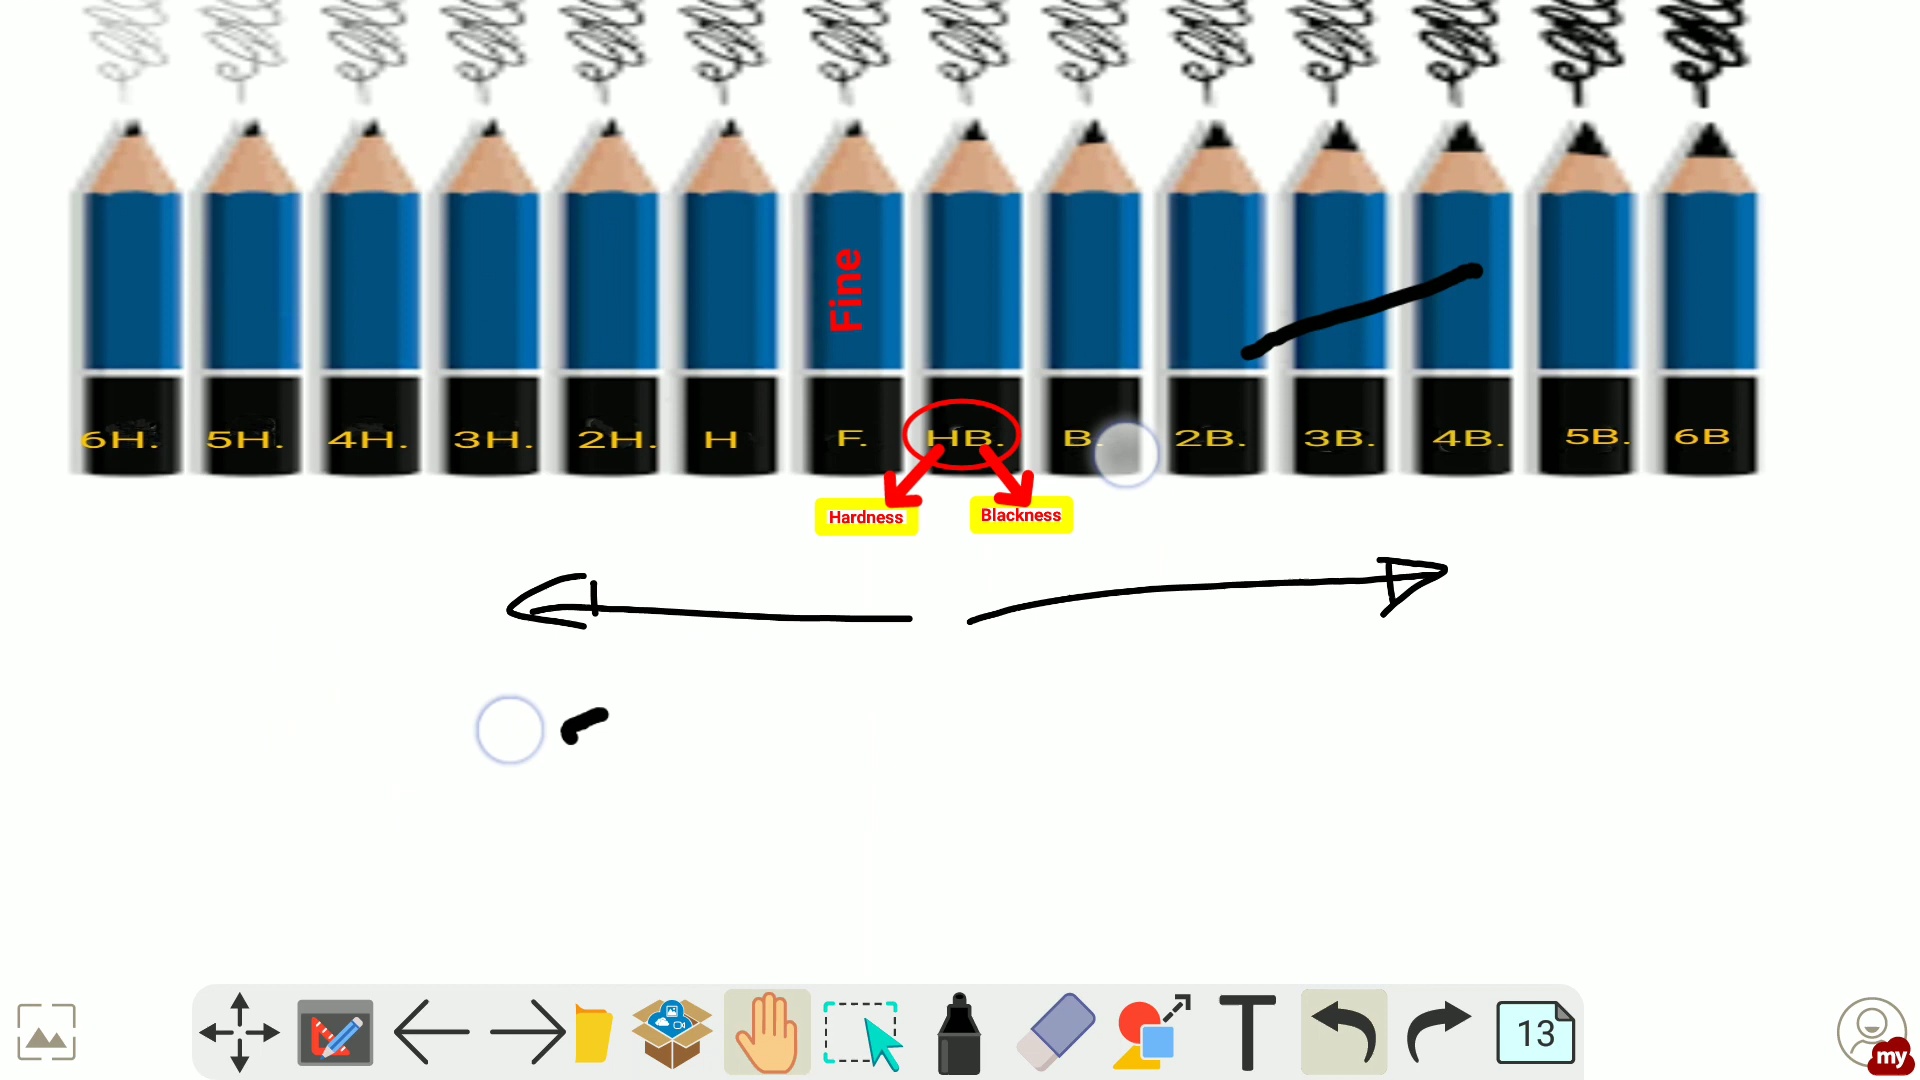 Fine
6H. 5H. 4H. 3H. 2H. H F. HB. B. 2B. 3B. 4B. 5B. 6B
Hardness Blackness
T 13
my